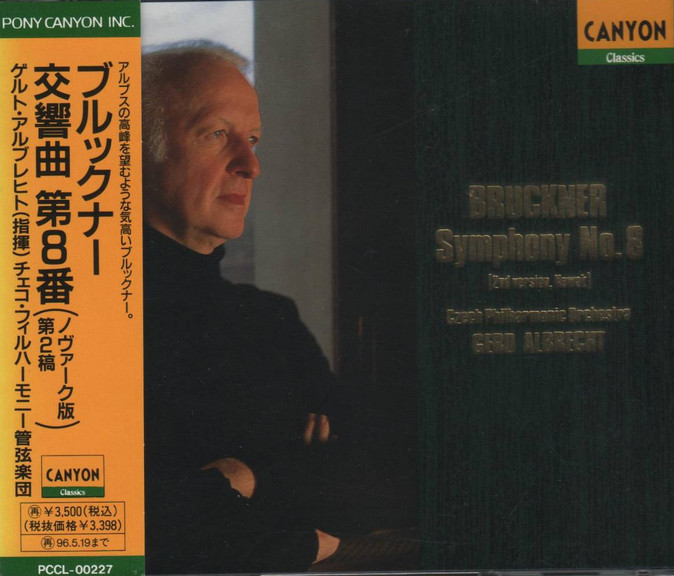 PONY CANYON INC.
アルプスの高峰を望むような気高いブルックナー。
ブルックナー
交響曲 第8番(ノヴァーク版)
第2稿
ゲルト・アルブレヒト(指揮)チェコ・フィルハーモニー管弦楽団
CANYON
Classics
再¥3,500(税込)
(税抜価格¥3,398)
再96.5.19まで
PCCL-00227
CANYON
Classics
BRUCKNER
Symphony No. 8
[2nd version, Nowak]
Czech Philharmonic Orchestra
GERD ALBRECHT